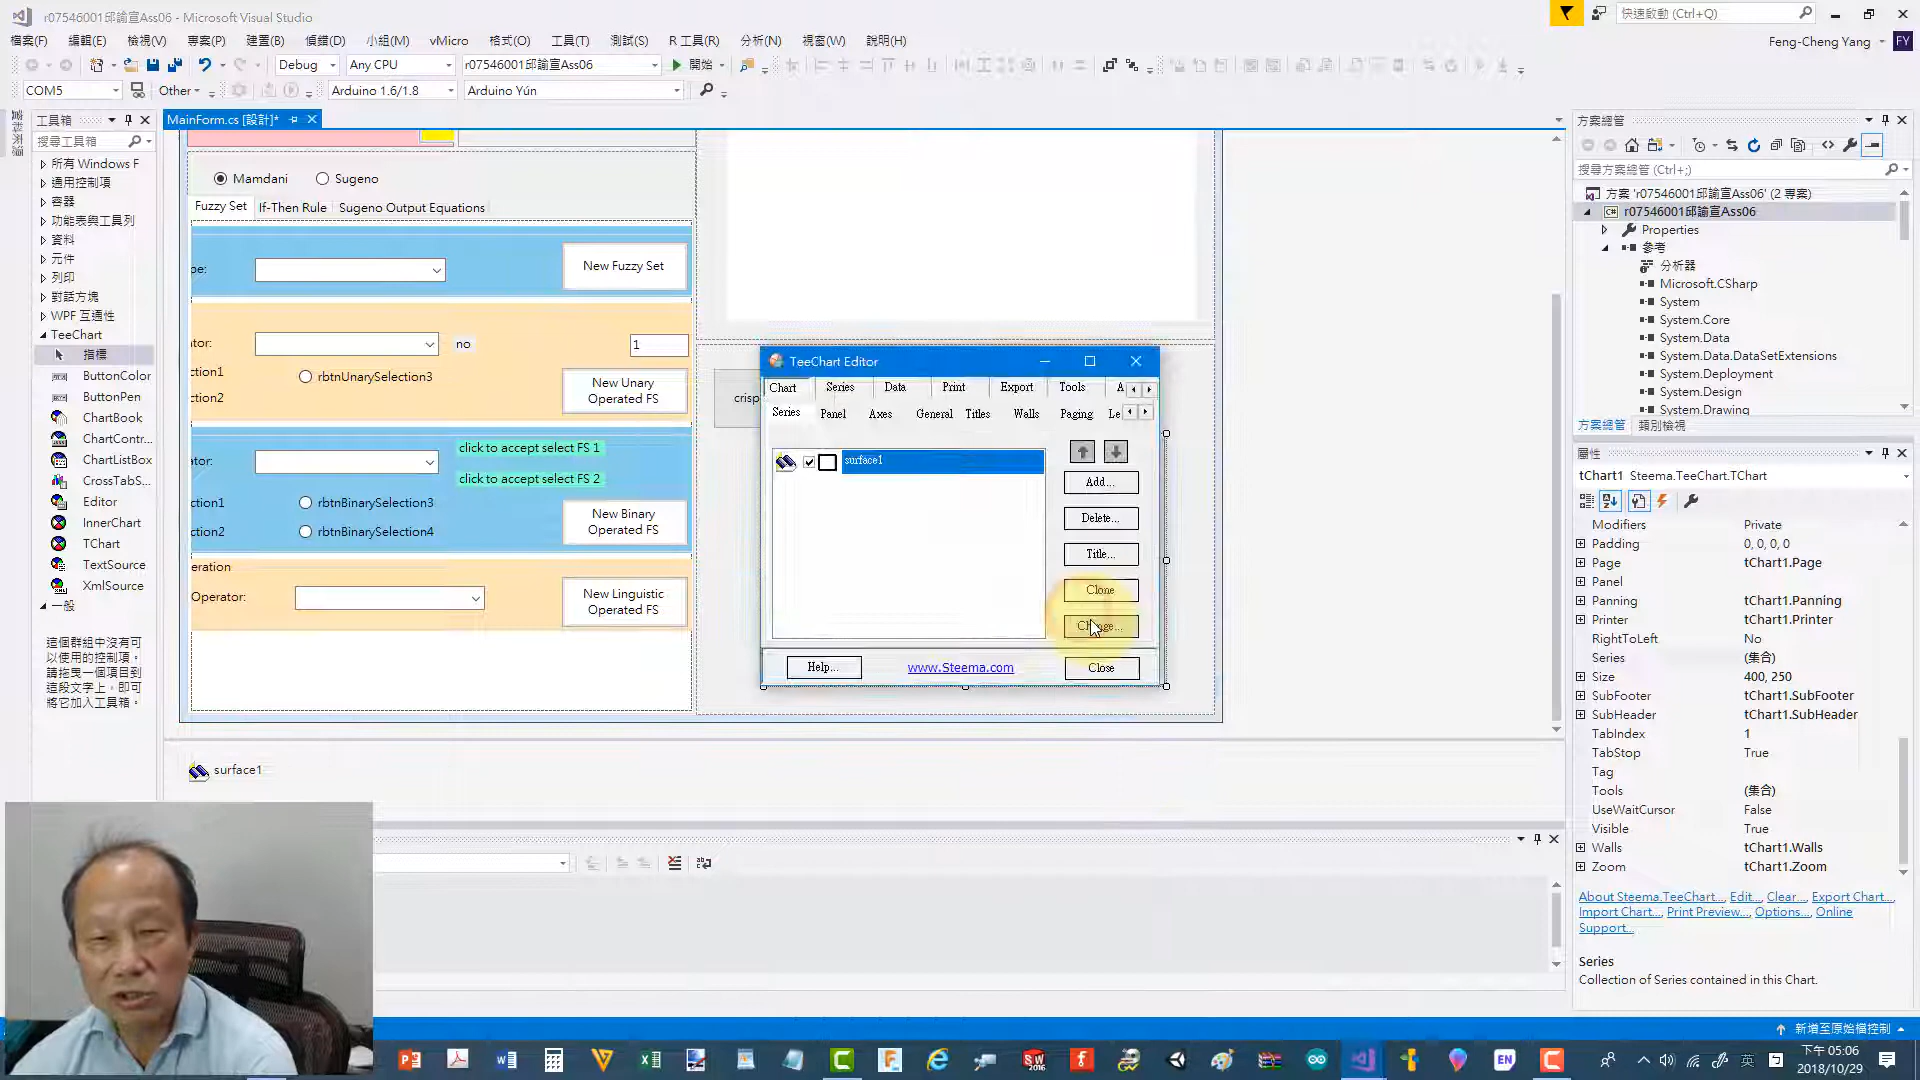 r07546001邱諭宣Ass06 - Microsoft Visual Studio
快速啟動 (Ctrl+Q)
檔案(F) 編輯(E) 檢視(V) 專案(P) 建置(B) 偵錯(D) 小組(M) vMicro 格式(O) 工具(T) 測試(S) R 工具(R) 分析(N) 視窗(W) 說明(H)
Feng-Cheng Yang FY
Debug Any CPU r07546001邱諭宣Ass06 開始
COM5 Other Arduino 1.6/1.8 Arduino Yún
工具箱
搜尋工具箱
所有 Windows F
通用控制項
容器
功能表與工具列
資料
元件
列印
對話方塊
WPF 互通性
TeeChart
指標
ButtonColor
ButtonPen
ChartBook
ChartContr...
ChartListBox
CrossTabS...
Editor
InnerChart
TChart
TextSource
XmlSource
一般
這個群組中沒有可
以使用的控制項。
請拖曳一個項目到
這段文字上，即可
將它加入工具箱。
MainForm.cs [設計]*
Mamdani Sugeno
Fuzzy Set If-Then Rule Sugeno Output Equations
pe:
New Fuzzy Set
ator: no 1
ction1 rbtnUnarySelection3
ction2
New Unary
Operated FS
click to accept select FS 1
ator:
click to accept select FS 2
ction1 rbtnBinarySelection3
ction2 rbtnBinarySelection4
New Binary
Operated FS
eration
Operator:
New Linguistic
Operated FS
crisp
TeeChart Editor
Chart Series Data Print Export Tools A
Series Panel Axes General Titles Walls Paging Le
surface1
Add...
Delete...
Title...
Clone
Change...
Help... www.Steema.com Close
surface1
方案總管
搜尋方案總管 (Ctrl+;)
方案 'r07546001邱諭宣Ass06' (2 專案)
r07546001邱諭宣Ass06
Properties
參考
分析器
Microsoft.CSharp
System
System.Core
System.Data
System.Data.DataSetExtensions
System.Deployment
System.Design
System.Drawing
方案總管 類別檢視
屬性
tChart1 Steema.TeeChart.TChart
Modifiers Private
Padding 0, 0, 0, 0
Page tChart1.Page
Panel
Panning tChart1.Panning
Printer tChart1.Printer
RightToLeft No
Series (集合)
Size 400, 250
SubFooter tChart1.SubFooter
SubHeader tChart1.SubHeader
TabIndex 1
TabStop True
Tag
Tools (集合)
UseWaitCursor False
Visible True
Walls tChart1.Walls
Zoom tChart1.Zoom
About Steema.TeeChart..., Edit..., Clear..., Export Chart...,
Import Chart..., Print Preview..., Options..., Online
Support...
Series
Collection of Series contained in this Chart.
新增至原始檔控制
英
下午 05:06
2018/10/29